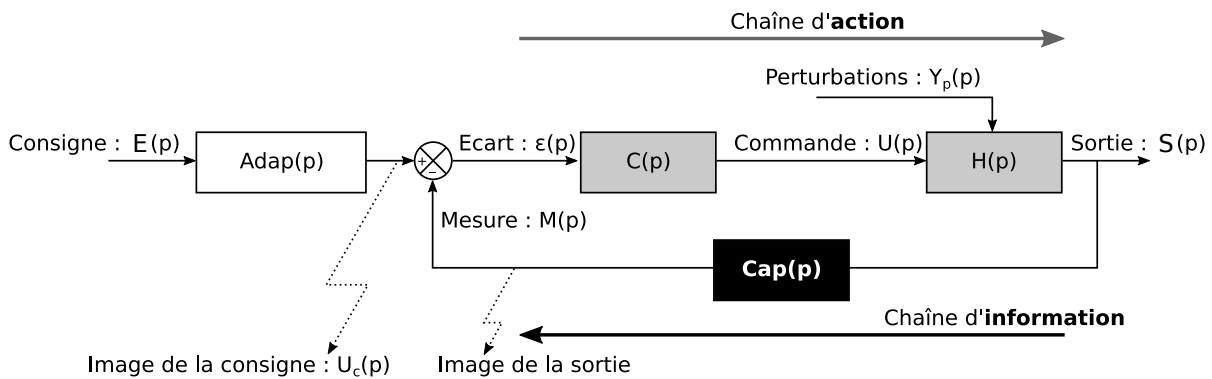 Chaîne d'action
Perturbations : Yp(p)
Consigne : E(p)
Adap(p)
+
−
Ecart : ε(p)
C(p)
Commande : U(p)
H(p)
Sortie : S(p)
Mesure : M(p)
Cap(p)
Chaîne d'information
Image de la consigne : Uc(p)
Image de la sortie